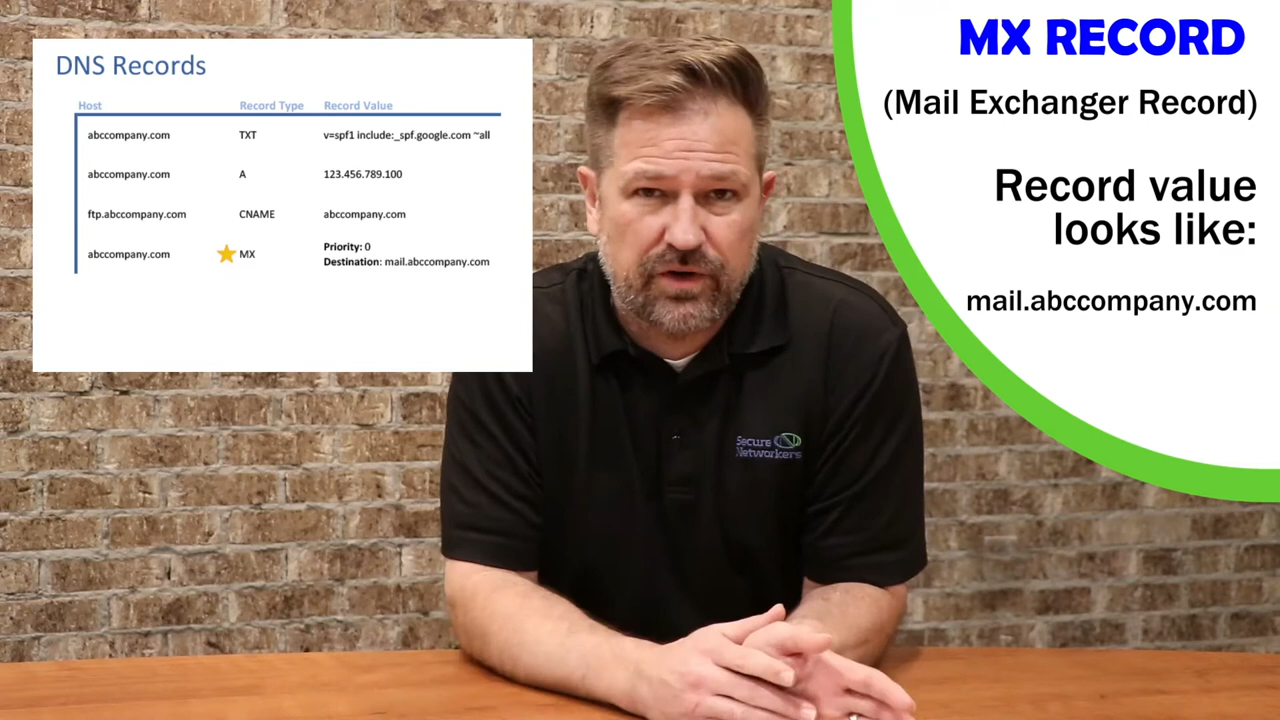 DNS Records
Host Record Type Record Value
abccompany.com TXT v=spf1 include:_spf.google.com ~all
abccompany.com A 123.456.789.100
ftp.abccompany.com CNAME abccompany.com
abccompany.com MX Priority: 0
Destination: mail.abccompany.com
MX RECORD
(Mail Exchanger Record)
Record value
looks like:
mail.abccompany.com
Secure
Networkers